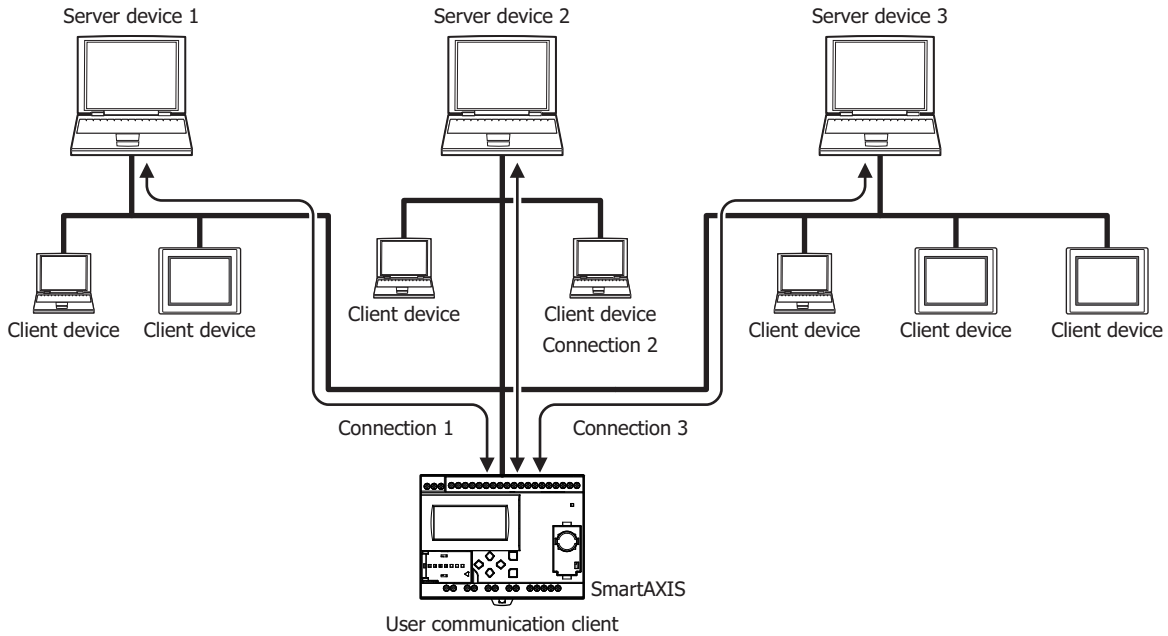 Server device 1
Server device 2
Server device 3
Client device
Client device
Client device
Client device
Client device
Client device
Client device
Connection 2
Connection 1
Connection 3
SmartAXIS
User communication client